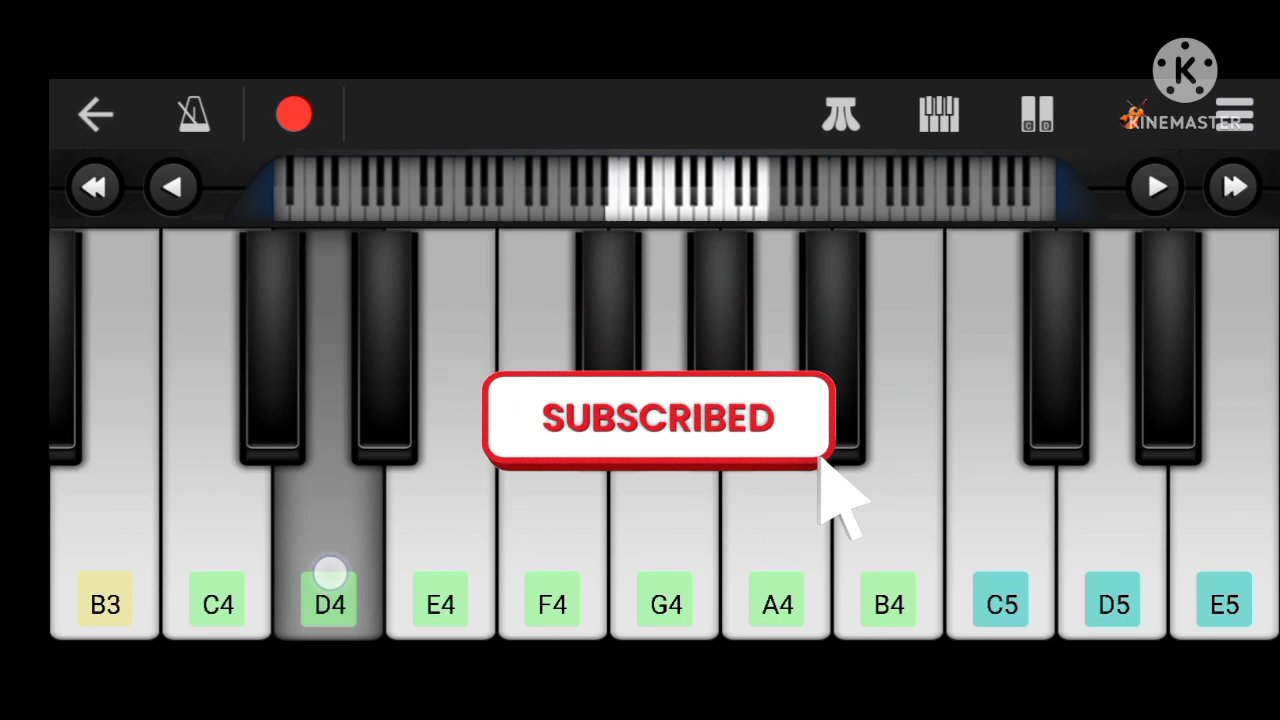 K
KINEMASTER
C D
SUBSCRIBED
B3 C4 D4 E4 F4 G4 A4 B4 C5 D5 E5